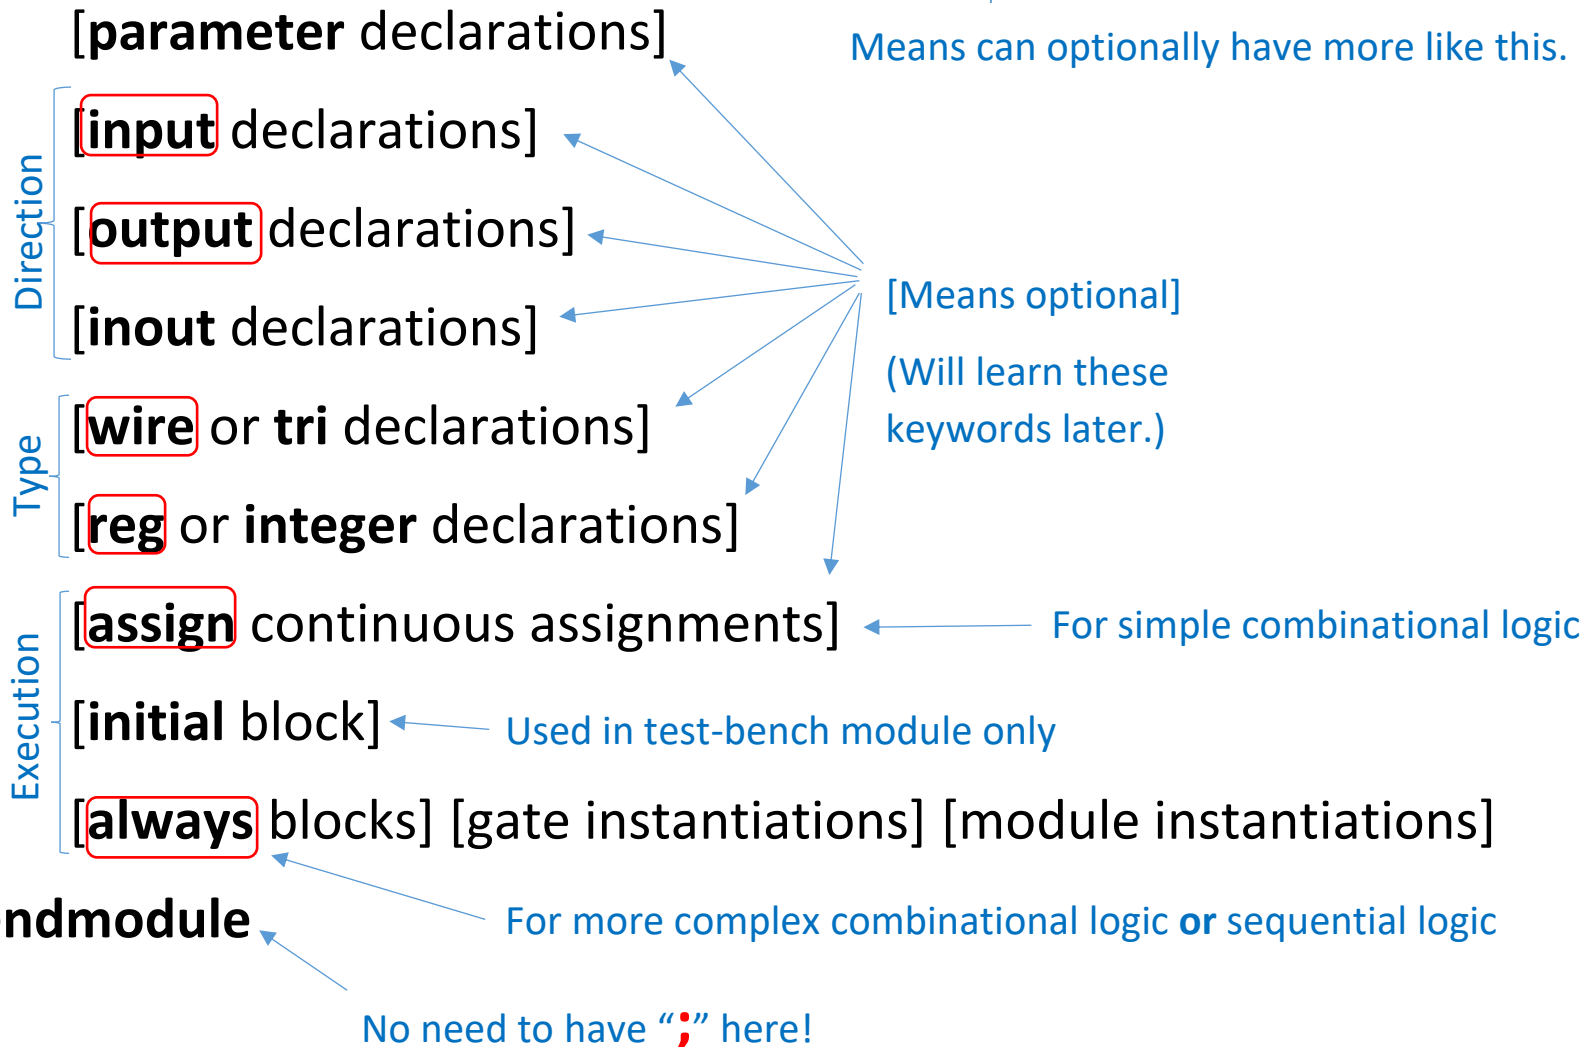 [parameter declarations]
Means can optionally have more like this.
[input declarations]
Direction
[output declarations]
[inout declarations]
[Means optional]
(Will learn these
keywords later.)
[wire or tri declarations]
Type
[reg or integer declarations]
[assign continuous assignments]
For simple combinational logic
Execution
[initial block]
Used in test-bench module only
[always blocks] [gate instantiations] [module instantiations]
ndmodule
For more complex combinational logic or sequential logic
No need to have “;” here!